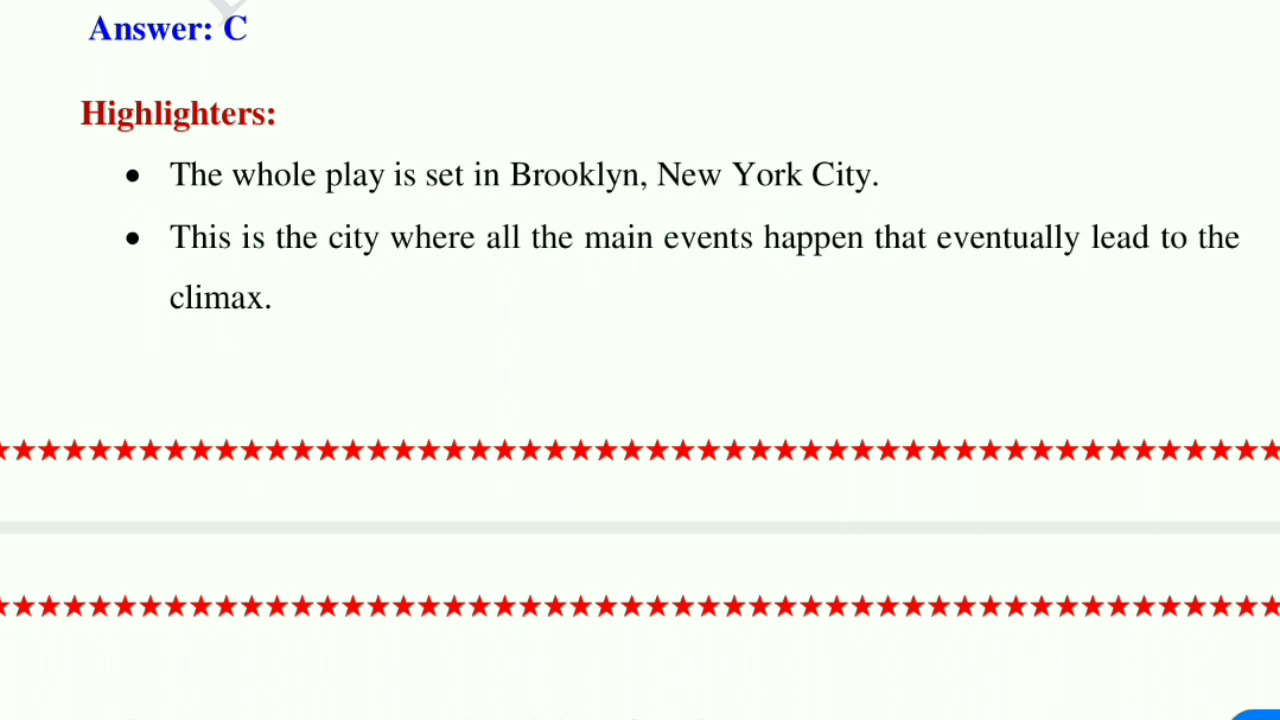 Answer: C
Highlighters:
• The whole play is set in Brooklyn, New York City.
• This is the city where all the main events happen that eventually lead to the
climax.